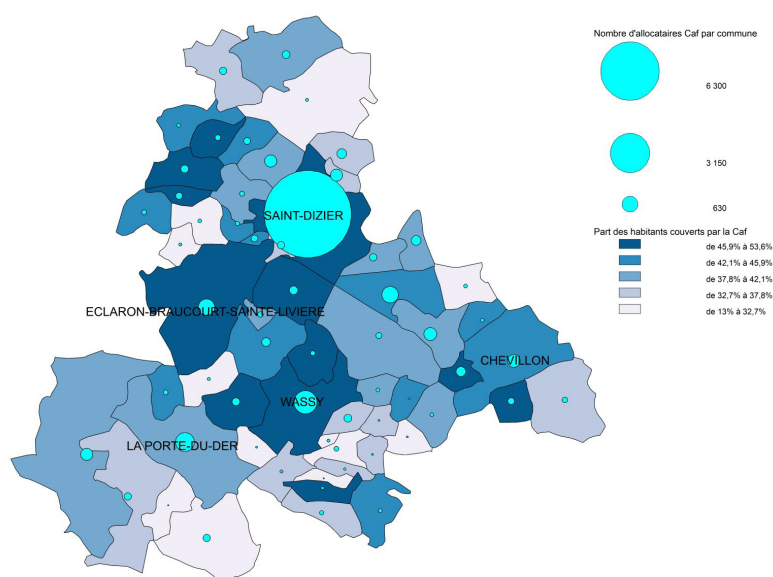 Nombre d'allocataires Caf par commune
6 300
3 150
630
Part des habitants couverts par la Caf
de 45,9% à 53,6%
de 42,1% à 45,9%
de 37,8% à 42,1%
de 32,7% à 37,8%
de 13% à 32,7%
SAINT-DIZIER
ECLARON-BRAUCOURT-SAINTE-LIVIERE
CHEVILLON
WASSY
LA PORTE-DU-DER